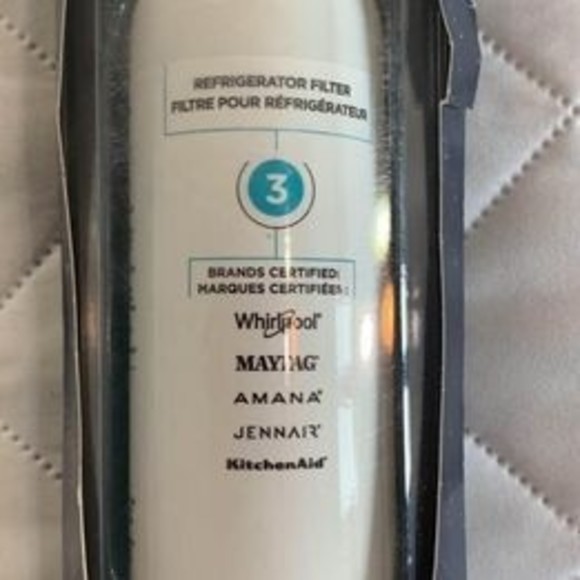 REFRIGERATOR FILTER
FILTRE POUR RÉFRIGÉRATEUR
3
BRANDS CERTIFIED:
MARQUES CERTIFIÉES:
Whirlpool®
MAYTAG®
AMANA®
JENNAIR®
KitchenAid®